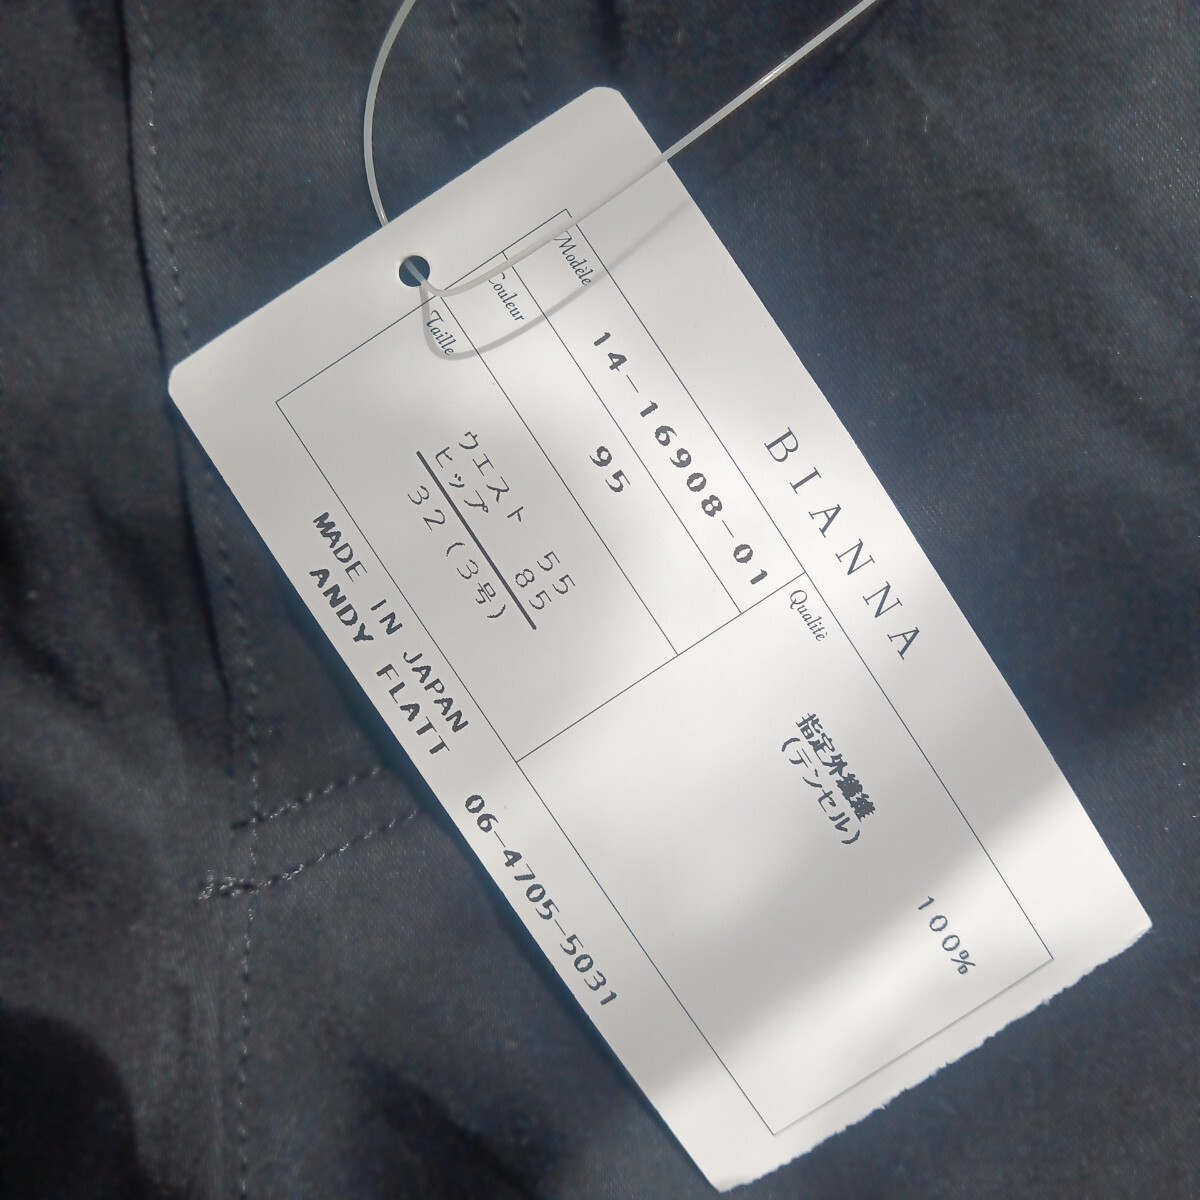 BIANNA
Modèle
14-16908-01
Couleur
95
Taille
ウエスト 55
ヒップ 85
32 (3号)
Qualité
指定外繊維
(テンセル)
100%
MADE IN JAPAN
ANDY FLATT
06-4705-5031